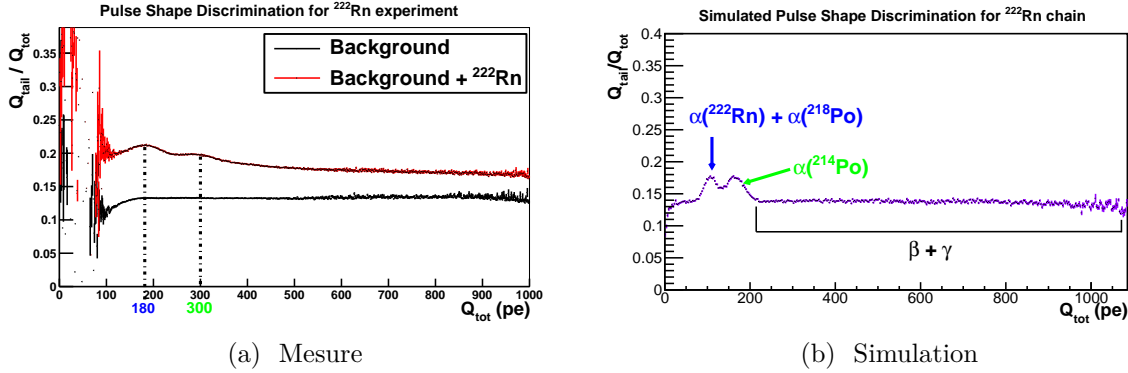 Pulse Shape Discrimination for ²²²Rn experiment
Q_tail / Q_tot
0.35
0.3
0.25
0.2
0.15
0.1
0.05
0
Background
Background + ²²²Rn
0 100 200 300 400 500 600 700 800 900 1000
180 300
Q_tot (pe)
(a) Mesure
Simulated Pulse Shape Discrimination for ²²²Rn chain
Q_tail/Q_tot
0.4
0.35
0.3
0.25
0.2
0.15
0.1
0.05
0
α(²²²Rn) + α(²¹⁸Po)
α(²¹⁴Po)
β + γ
0 200 400 600 800 1000
Q_tot (pe)
(b) Simulation